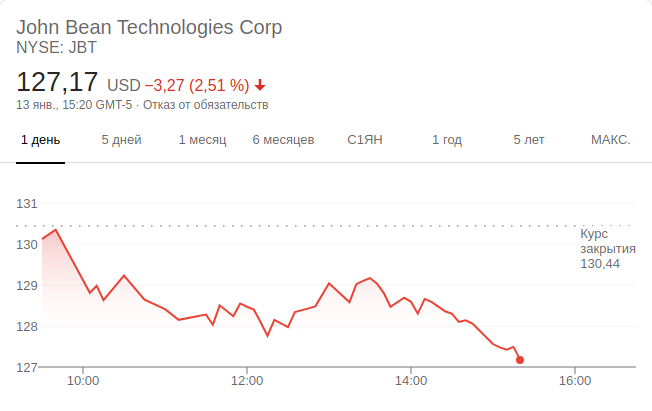 John Bean Technologies Corp
NYSE: JBT
127,17 USD −3,27 (2,51 %)
13 янв., 15:20 GMT-5 · Отказ от обязательств
1 день 5 дней 1 месяц 6 месяцев С1ЯН 1 год 5 лет МАКС.
131
Курс
закрытия
130,44
130
129
128
127
10:00 12:00 14:00 16:00